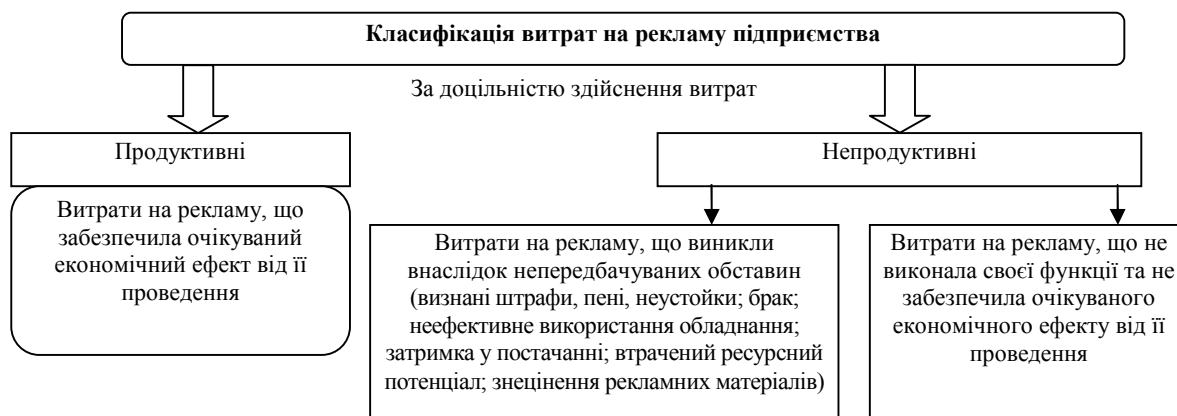 Класифікація витрат на рекламу підприємства
За доцільністю здійснення витрат
Продуктивні
Непродуктивні
Витрати на рекламу, що
забезпечила очікуваний
економічний ефект від її
проведення
Витрати на рекламу, що виникли
внаслідок непередбачуваних обставин
(визнані штрафи, пені, неустойки; брак;
неефективне використання обладнання;
затримка у постачанні; втрачений ресурсний
потенціал; знецінення рекламних матеріалів)
Витрати на рекламу, що не
виконала своєї функції та не
забезпечила очікуваного
економічного ефекту від її
проведення